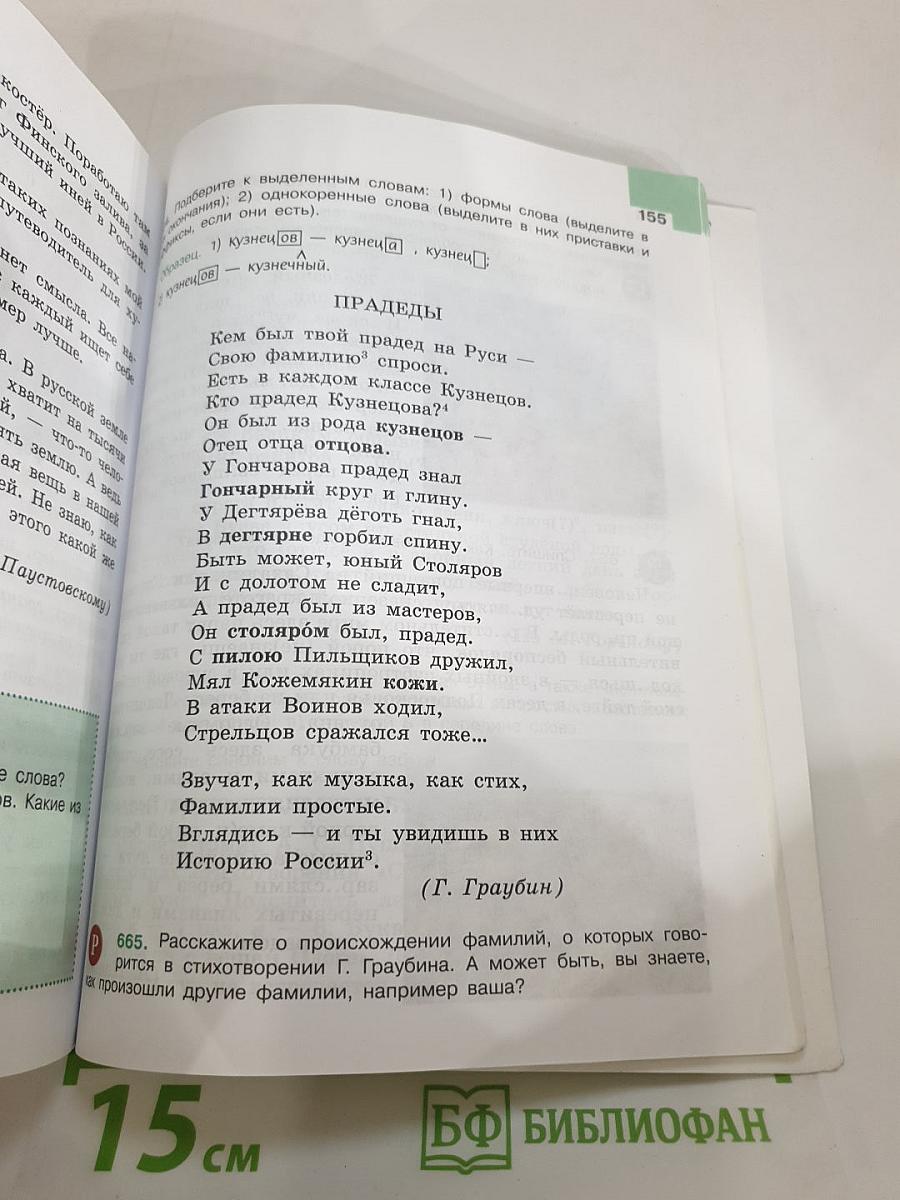 костёр. Поработаю там
Финского залива, за
лучший иней в России.
таких познаниях мой
путеводитель для ху-
нет смысла. Все на-
каждый ищет себе
мер лучше.
а. В русской земле
хватит на тысячи
й, — что-то чело-
ять землю. А ведь
ая вещь в нашей
ей. Не знаю, как
этого какой же
Паустовскому)
е слова?
ов. Какие из
155
Подберите к выделенным словам: 1) формы слова (выделите в
окончания); 2) однокоренные слова (выделите в них приставки и
фиксы, если они есть).
Образец. 1) кузнецов — кузнеца , кузнец;
2) кузнецов — кузнечный.
ПРАДЕДЫ
Кем был твой прадед на Руси —
Свою фамилию³ спроси.
Есть в каждом классе Кузнецов.
Кто прадед Кузнецова?⁴
Он был из рода кузнецов —
Отец отца отцова.
У Гончарова прадед знал
Гончарный круг и глину.
У Дегтярёва дёготь гнал,
В дегтярне горбил спину.
Быть может, юный Столяров
И с долотом не сладит,
А прадед был из мастеров,
Он столяро́м был, прадед.
С пилою Пильщиков дружил,
Мял Кожемякин кожи.
В атаки Воинов ходил,
Стрельцов сражался тоже...
Звучат, как музыка, как стих,
Фамилии простые.
Вглядись — и ты увидишь в них
Историю России³.
(Г. Граубин)
Р 665. Расскажите о происхождении фамилий, о которых гово-
рится в стихотворении Г. Граубина. А может быть, вы знаете,
как произошли другие фамилии, например ваша?
15 см
БФ БИБЛИОФАН